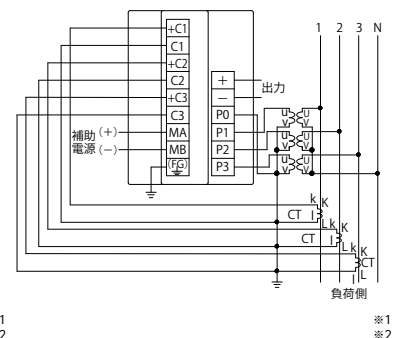 1 2 3 N
+C1
C1
+C2
C2
+C3
C3
MA
MB
(FG)
+
−
P0
P1
P2
P3
出力
補助(+)
電源(−)
U U
V V
U U
V V
U U
V V
k K
CT l L
k K
CT l L
k K
CT
l L
負荷側
1
2
※1
※2